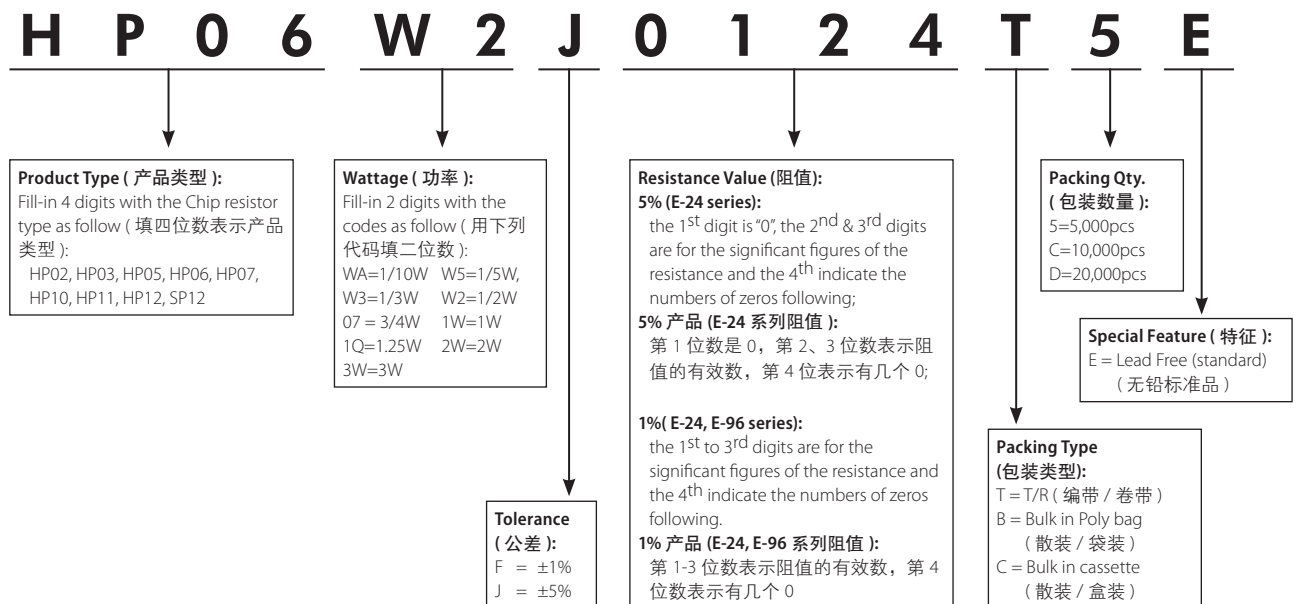 H P 0 6 W 2 J 0 1 2 4 T 5 E
Product Type ( 产品类型 ):
Fill-in 4 digits with the Chip resistor
type as follow ( 填四位数表示产品
类型 ):
HP02, HP03, HP05, HP06, HP07,
HP10, HP11, HP12, SP12
Wattage ( 功率 ):
Fill-in 2 digits with the
codes as follow ( 用下列
代码填二位数 ):
WA=1/10W W5=1/5W,
W3=1/3W W2=1/2W
07 = 3/4W 1W=1W
1Q=1.25W 2W=2W
3W=3W
Tolerance
( 公差 ):
F = ±1%
J = ±5%
Resistance Value (阻值):
5% (E-24 series):
the 1st digit is “0”, the 2nd & 3rd digits
are for the significant figures of the
resistance and the 4th indicate the
numbers of zeros following;
5% 产品 (E-24 系列阻值 ):
第 1 位数是 0，第 2、3 位数表示阻
值的有效数，第 4 位表示有几个 0;
1%( E-24, E-96 series):
the 1st to 3rd digits are for the
significant figures of the resistance and
the 4th indicate the numbers of zeros
following.
1% 产品 (E-24, E-96 系列阻值 ):
第 1-3 位数表示阻值的有效数，第 4
位数表示有几个 0
Packing Qty.
( 包装数量 ):
5=5,000pcs
C=10,000pcs
D=20,000pcs
Special Feature ( 特征 ):
E = Lead Free (standard)
( 无铅标准品 )
Packing Type
(包装类型):
T = T/R ( 编带 / 卷带 )
B = Bulk in Poly bag
( 散装 / 袋装 )
C = Bulk in cassette
( 散装 / 盒装 )